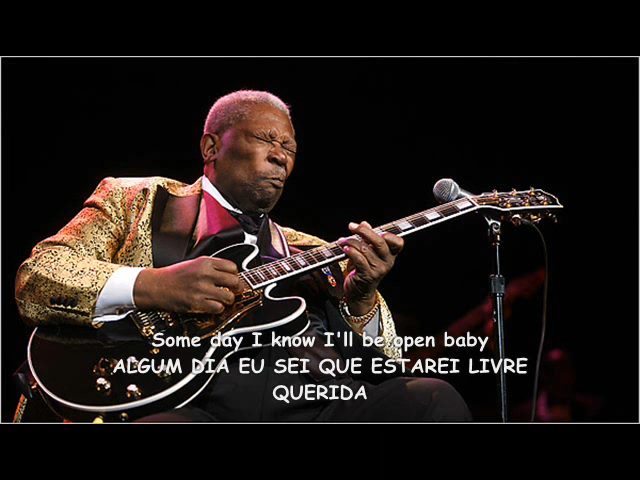 Some day I know I'll be open baby
ALGUM DIA EU SEI QUE ESTAREI LIVRE
QUERIDA